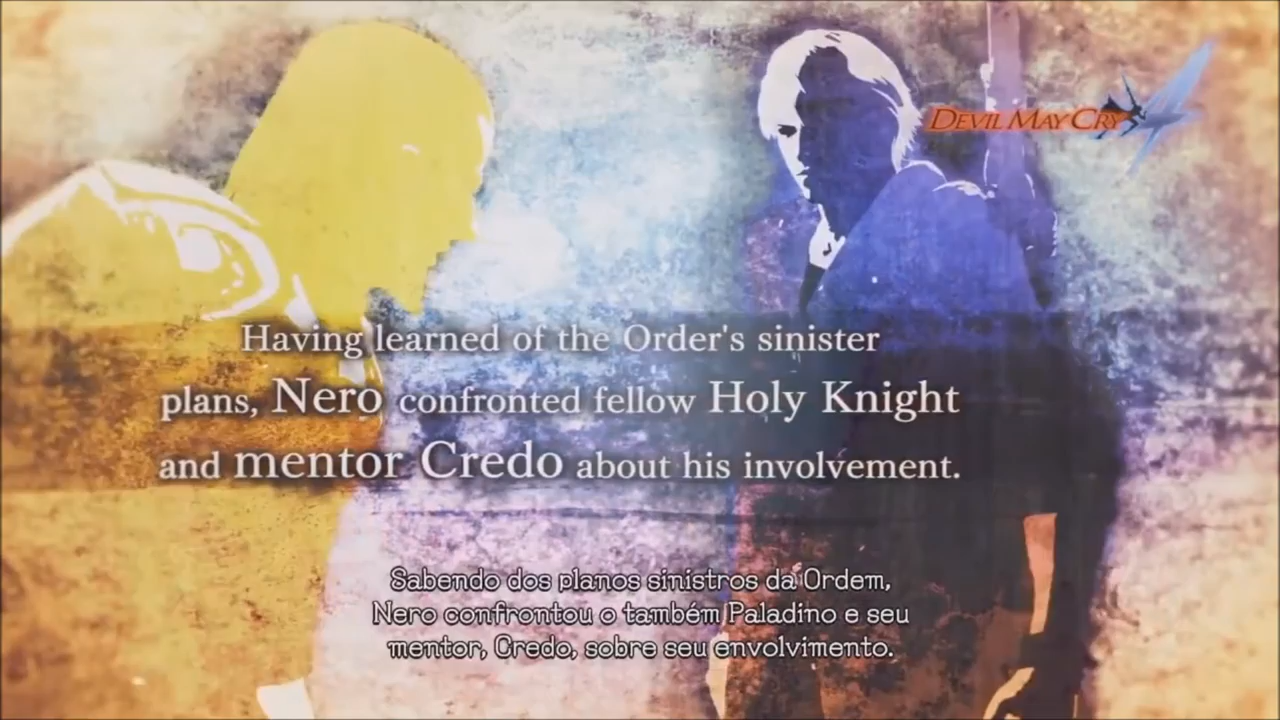 DEVIL MAY CRY 4
Having learned of the Order's sinister
plans, Nero confronted fellow Holy Knight
and mentor Credo about his involvement.
Sabendo dos planos sinistros da Ordem,
Nero confrontou o também Paladino e seu
mentor, Credo, sobre seu envolvimento.